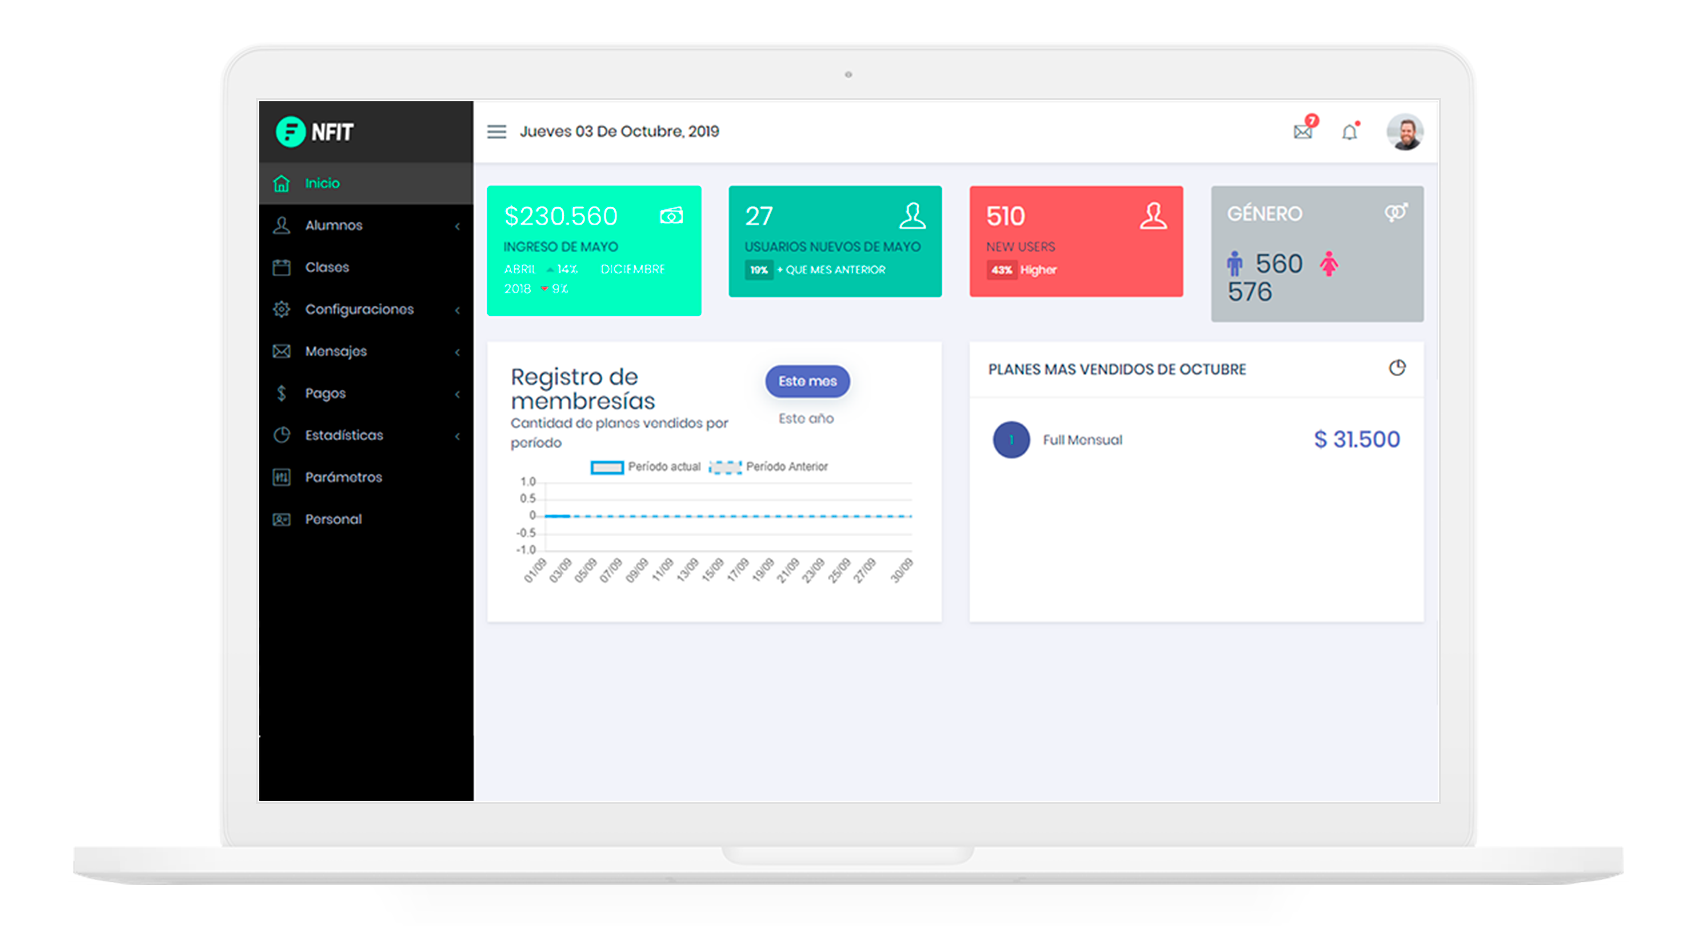 NFIT
Jueves 03 De Octubre, 2019
7
Inicio
Alumnos
Clases
Configuraciones
Mensajes
Pagos
Estadísticas
Parámetros
Personal
$230.560
INGRESO DE MAYO
ABRIL 14% DICIEMBRE
2018 9%
27
USUARIOS NUEVOS DE MAYO
19% + QUE MES ANTERIOR
510
NEW USERS
43% Higher
GÉNERO
560
576
Registro de
membresías
Cantidad de planes vendidos por
período
Este mes
Este año
Período actual Período Anterior
1.0
0.5
0
-0.5
-1.0
01/09 03/09 05/09 07/09 09/09 11/09 13/09 15/09 17/09 19/09 21/09 23/09 25/09 27/09 30/09
PLANES MAS VENDIDOS DE OCTUBRE
1 Full Mensual $ 31.500